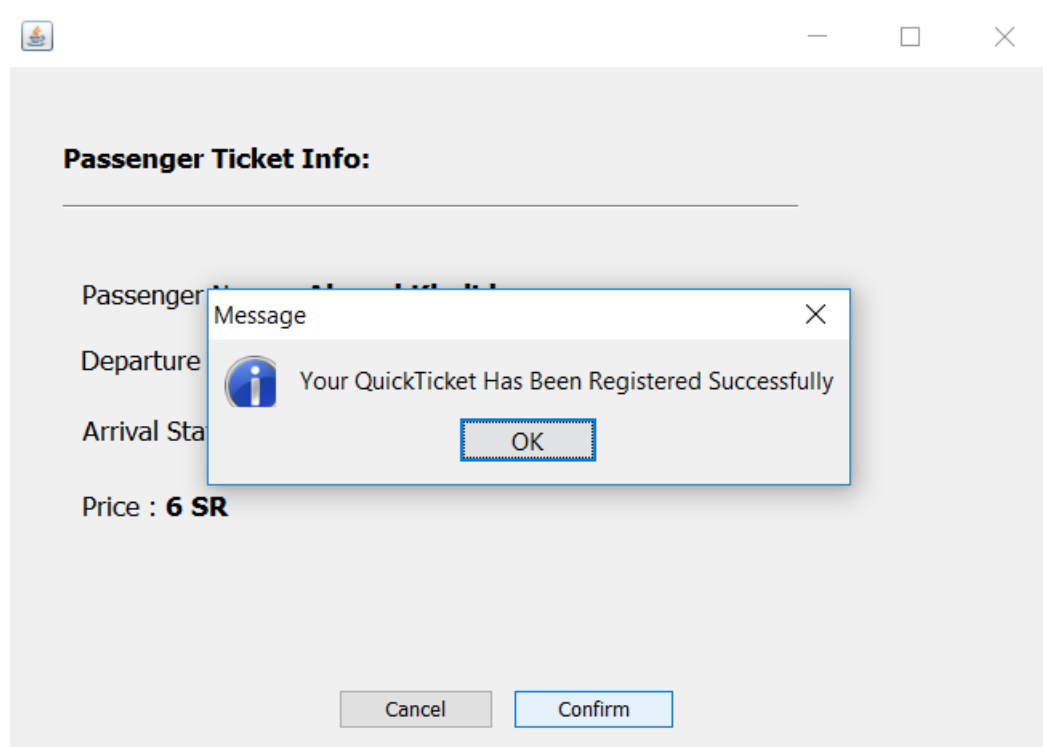 Passenger Ticket Info:
Passenger
Message
Departure
Your QuickTicket Has Been Registered Successfully
Arrival
OK
Price : 6 SR
Cancel
Confirm